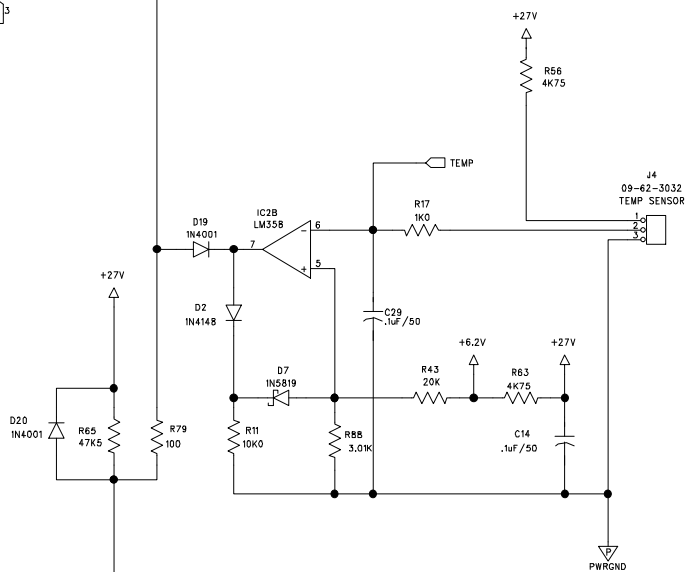 3
+27V
R56
4K75
TEMP
J4
09-62-3032
TEMP SENSOR
R17
1K0
1
2
3
IC2B
LM358
D19
1N4001
7
6
5
+27V
D2
1N4148
C29
.1uF/50
+6.2V
+27V
D7
1N5819
R43
20K
R63
4K75
D20
1N4001
R65
47K5
R79
100
R11
10K0
R88
3.01K
C14
.1uF/50
P
PWRGND